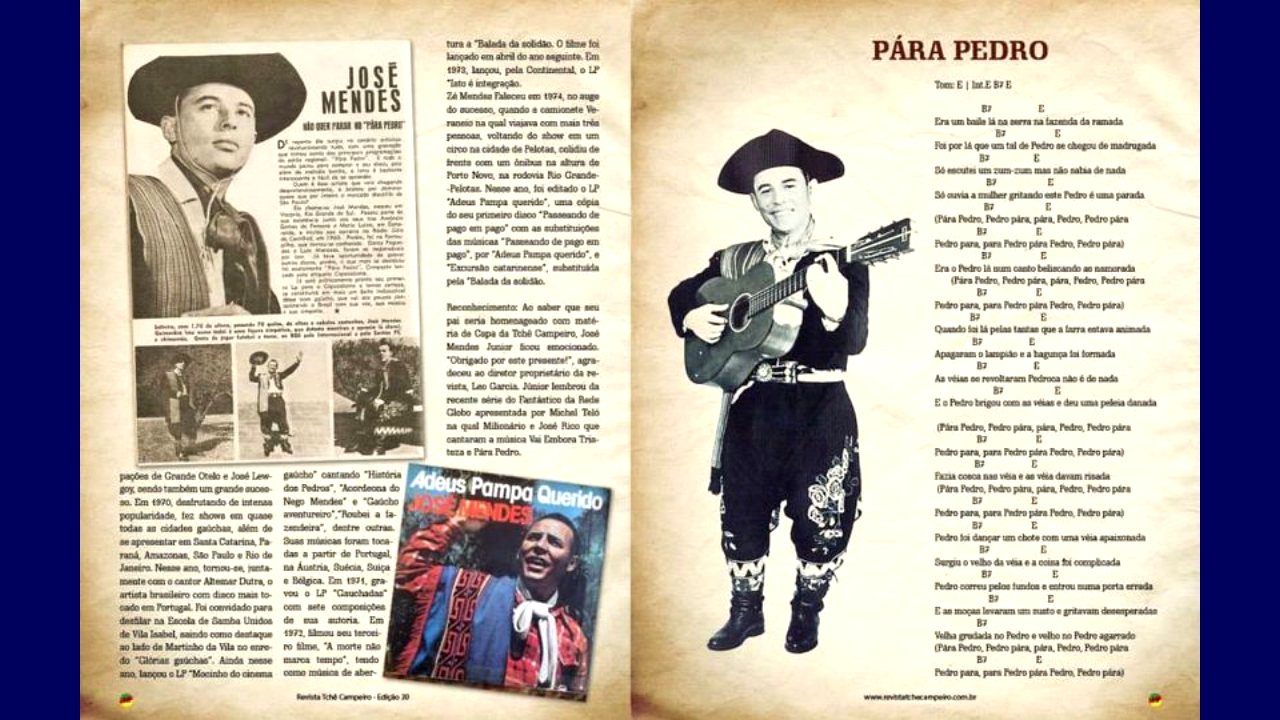 JOSÉ
MENDES
NÃO QUER PARAR NO "PÁRA PEDRO"
pações de Grande Otelo e José Lew-
goy, sendo também um grande suces-
so. Em 1970, desfrutando de intensa
popularidade, fez shows em quase
todas as cidades gaúchas, além de
se apresentar em Santa Catarina, Pa-
raná, Amazonas, São Paulo e Rio de
Janeiro. Nesse ano, tornou-se, junta-
mente com o cantor Altemar Dutra, o
artista brasileiro com disco mais to-
cado em Portugal. Foi convidado para
desfilar na Escola de Samba Unidos
de Vila Isabel, saindo como destaque
ao lado de Martinho da Vila no enre-
do "Glórias gaúchas". Ainda nesse
ano, lançou o LP "Mocinho do cinema
gaúcho" cantando "História
dos Pedros", "Acordeona do
Nego Mendes" e "Gaúcho
aventureiro","Roubei a fa-
zendeira", dentre outras.
Suas músicas foram toca-
das a partir de Portugal,
na Áustria, Suécia, Suiça
e Bélgica. Em 1971, gra-
vou o LP "Gauchadas"
com sete composições
de sua autoria. Em
1972, filmou seu tercei-
ro filme, "A morte não
marca tempo", tendo
como música de aber-
tura a "Balada da solidão. O filme foi
lançado em abril do ano seguinte. Em
1973, lançou, pela Continental, o LP
"Isto é integração.
Zé Mendes Faleceu em 1974, no auge
do sucesso, quando a camionete Ve-
raneio na qual viajava com mais três
pessoas, voltando do show em um
circo na cidade de Pelotas, colidiu de
frente com um ônibus na altura de
Porto Novo, na rodovia Rio Grande-
-Pelotas. Nesse ano, foi editado o LP
"Adeus Pampa querido", uma cópia
do seu primeiro disco "Passeando de
pago em pago" com as substituições
das músicas "Passeando de pago em
pago", por "Adeus Pampa querido", e
"Excursão catarinense", substituída
pela "Balada da solidão.
Reconhecimento: Ao saber que seu
pai seria homenageado com maté-
ria de Capa da Tchê Campeiro, José
Mendes Junior ficou emocionado.
"Obrigado por este presente!", agra-
deceu ao diretor proprietário da re-
vista, Leo Garcia. Júnior lembrou da
recente série do Fantástico da Rede
Globo apresentada por Michel Teló
na qual Milionário e José Rico que
cantaram a música Vai Embora Tris-
teza e Pára Pedro.
Adeus Pampa Querido
JOSÉ MENDES
Revista Tchê Campeiro - Edição 20
PÁRA PEDRO
Tom: E | Int.E B7 E
B7 E
Era um baile lá na serra na fazenda da ramada
B7 E
Foi por lá que um tal de Pedro se chegou de madrugada
B7 E
Só escutei um zum-zum mas não sabia de nada
B7 E
Só ouvia a mulher gritando este Pedro é uma parada
B7 E
(Pára Pedro, Pedro pára, pára, Pedro, Pedro pára
B7 E
Pedro para, para Pedro pára Pedro, Pedro pára)
B7 E
Era o Pedro lá num canto beliscando as namorada
(Pára Pedro, Pedro pára, pára, Pedro, Pedro pára
B7 E
Pedro para, para Pedro pára Pedro, Pedro pára)
B7 E
Quando foi lá pelas tantas que a farra estava animada
B7 E
Apagaram o lampião e a bagunça foi formada
B7 E
As véias se revoltaram Pedroca não é de nada
B7 E
E o Pedro brigou com as véias e deu uma peleia danada
(Pára Pedro, Pedro pára, pára, Pedro, Pedro pára
B7 E
Pedro para, para Pedro pára Pedro, Pedro pára)
B7 E
Fazia cosca nas véia e as véia davam risada
(Pára Pedro, Pedro pára, pára, Pedro, Pedro pára
B7 E
Pedro para, para Pedro pára Pedro, Pedro pára)
B7 E
Pedro foi dançar um chote com uma véia apaixonada
B7 E
Surgiu o velho da véia e a coisa foi complicada
B7 E
Pedro correu pelos fundos e entrou numa porta errada
B7 E
E as moças levaram um susto e gritavam desesperadas
B7
Velha grudada no Pedro e velho no Pedro agarrado
(Pára Pedro, Pedro pára, pára, Pedro, Pedro pára
B7 E
Pedro para, para Pedro pára Pedro, Pedro pára)
www.revistatchecampeiro.com.br